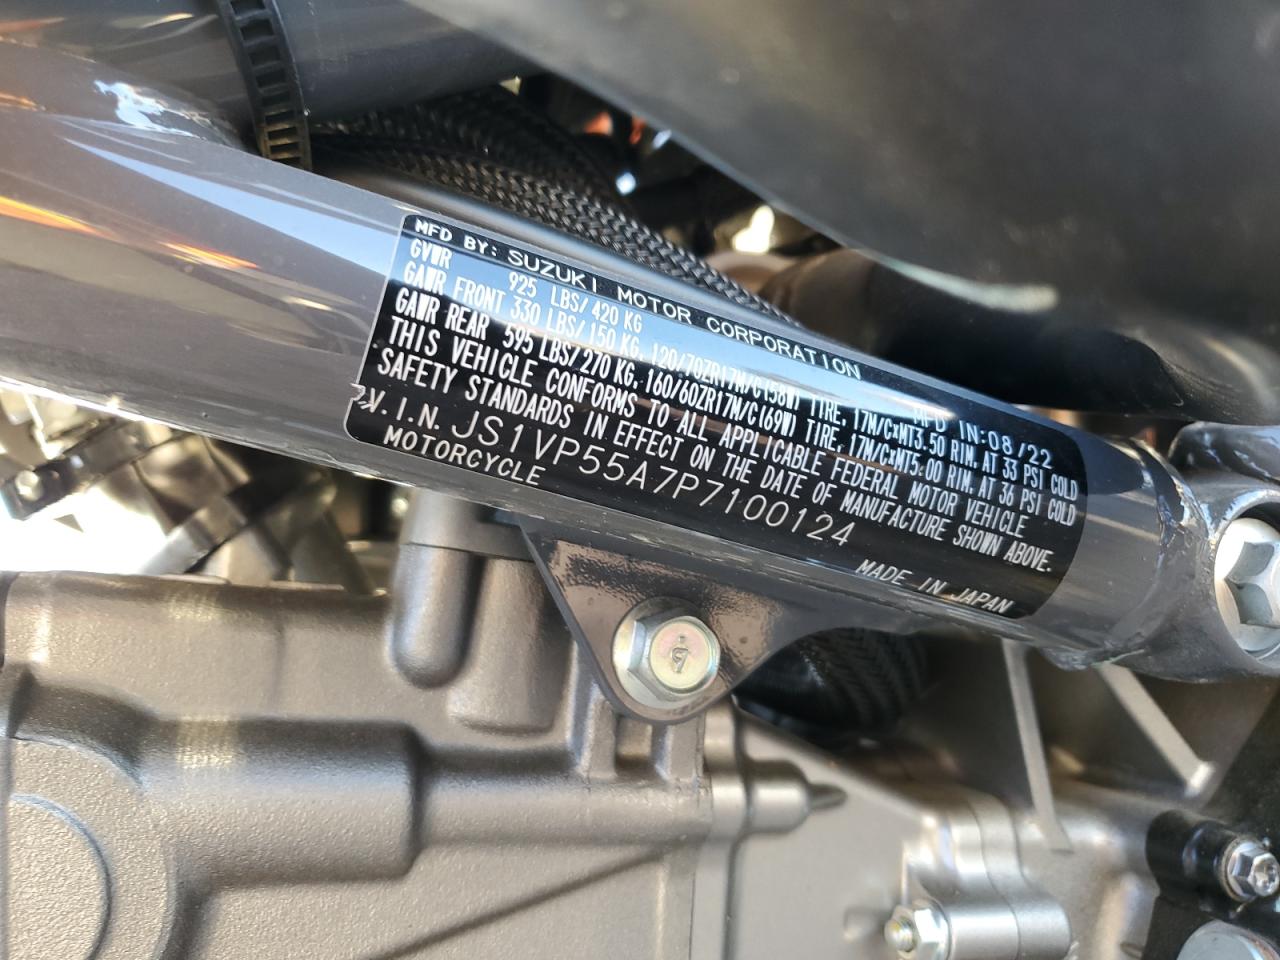 MFD BY: SUZUKI MOTOR CORPORATION
MFD IN:08/22
GVWR 925 LBS/420 KG
GAWR FRONT 330 LBS/150 KG, 120/70ZR17M/C(58W) TIRE, 17M/C×MT3.50 RIM, AT 33 PSI COLD
GAWR REAR 595 LBS/270 KG, 160/60ZR17M/C(69W) TIRE, 17M/C×MT5.00 RIM, AT 36 PSI COLD
THIS VEHICLE CONFORMS TO ALL APPLICABLE FEDERAL MOTOR VEHICLE
SAFETY STANDARDS IN EFFECT ON THE DATE OF MANUFACTURE SHOWN ABOVE.
V.I.N. JS1VP55A7P7100124
MOTORCYCLE
MADE IN JAPAN